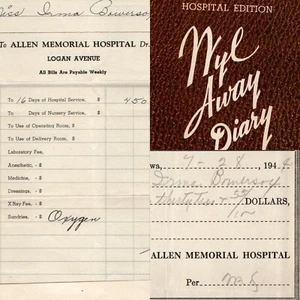 Miss Irma Bowersox
To ALLEN MEMORIAL HOSPITAL Dr.
LOGAN AVENUE
All Bills Are Payable Weekly
To 16 Days of Hospital Service, $ 450
To Days of Nursery Service, $
To Use of Operating Room, $
To Use of Delivery Room, $
Laboratory Fee,
Anesthetic, - $
Medicine, - $
Dressings, - $
X Ray Fee, - $
Sundries, - $ Oxygen
HOSPITAL EDITION
Wyl
Away
Diary
wa, 7-28, 194
Irma Bowersox
DOLLARS,
ALLEN MEMORIAL HOSPITAL
Per